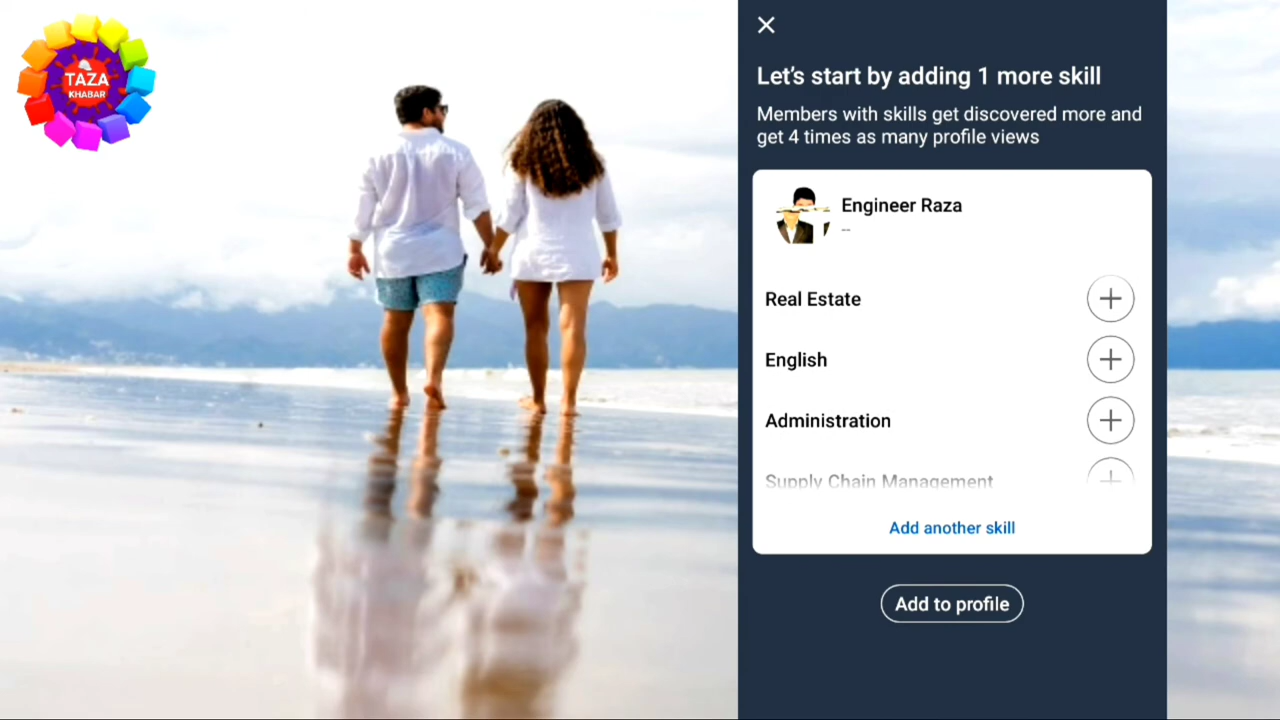 TAZA
KHABAR
Let's start by adding 1 more skill
Members with skills get discovered more and
get 4 times as many profile views
Engineer Raza
--
Real Estate
English
Administration
Supply Chain Management
Add another skill
Add to profile